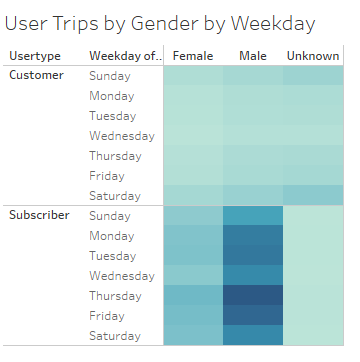 User Trips by Gender by Weekday
Usertype Weekday of.. Female Male Unknown
Customer Sunday
Monday
Tuesday
Wednesday
Thursday
Friday
Saturday
Subscriber Sunday
Monday
Tuesday
Wednesday
Thursday
Friday
Saturday